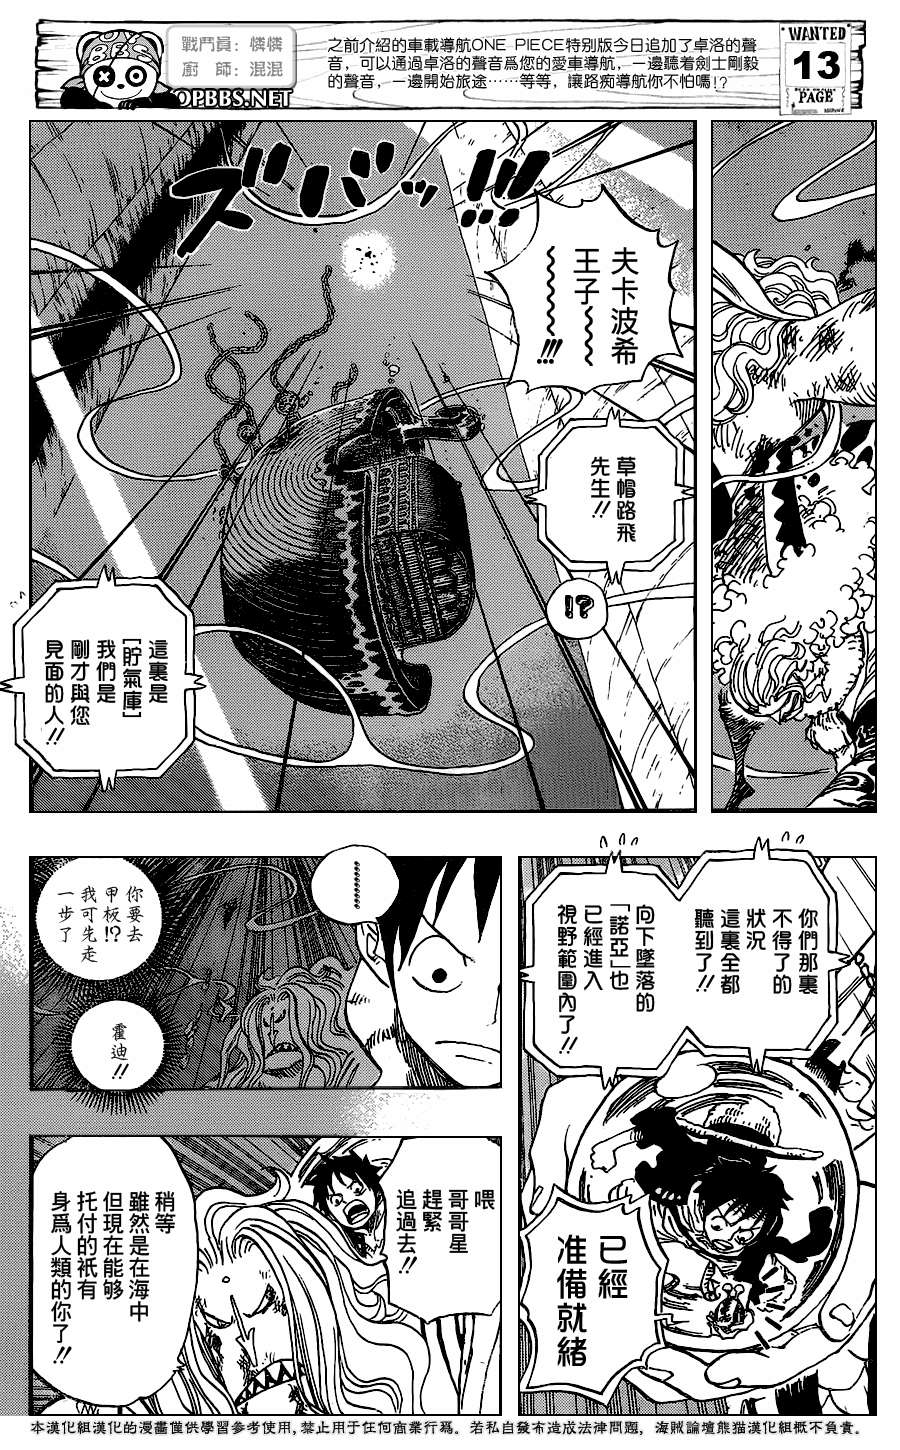 戰鬥員：憐憐
廚　師：混混
OPBBS.NET
之前介紹的車載導航ONE PIECE特別版今日追加了卓洛的聲
音，可以通過卓洛的聲音爲您的愛車導航，一邊聽着劍士剛毅
的聲音，一邊開始旅途……等等，讓路痴導航你不怕嗎！？
WANTED
13
PAGE
ズバッ!!!
夫卡波希
王子～
～～!!!
草帽路飛
先生!!
!?
這裏是
［貯氣庫］
我們是
剛才與您
見面的人!!
你們那裏
不得了的
狀況
這裏全都
聽到了!!
向下墜落的
「諾亞」也
已經進入
視野範圍內了!!
已經
準備就緒
………
你要去
甲板!?
我可先走
一步了
霍迪!!
喂
哥哥星
趕緊
追過去!!
稍等
雖然是在海中
但現在能够
托付的衹有
身爲人類的你了!!
本漢化組漢化的漫畫僅供學習參考使用,禁止用于任何商業行爲。若私自發布造成法律問題, 海賊論壇熊猫漢化組概不負責。